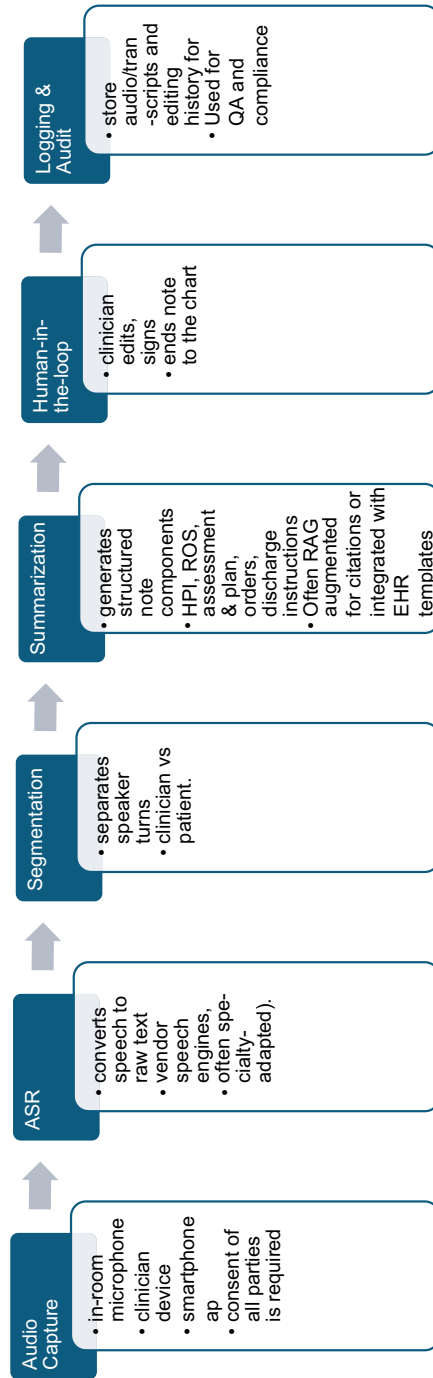 Audio
Capture
• in-room
microphone
• clinician
device
• smartphone
ap
• consent of
all parties
is required
ASR
• converts
speech to
raw text
• vendor
speech
engines,
• often spe-
cialty-
adapted).
Segmentation
• separates
speaker
turns
• clinician vs
patient.
Summarization
• generates
structured
note
components
• HPI, ROS,
assessment
& plan,
orders,
discharge
instructions
• Often RAG
augmented
for citations or
integrated with
EHR
templates
Human-in-
the-loop
• clinician
edits,
signs
• ends note
to the chart
Logging &
Audit
• store
audio/tran
-scripts and
editing
history for
• Used for
QA and
compliance